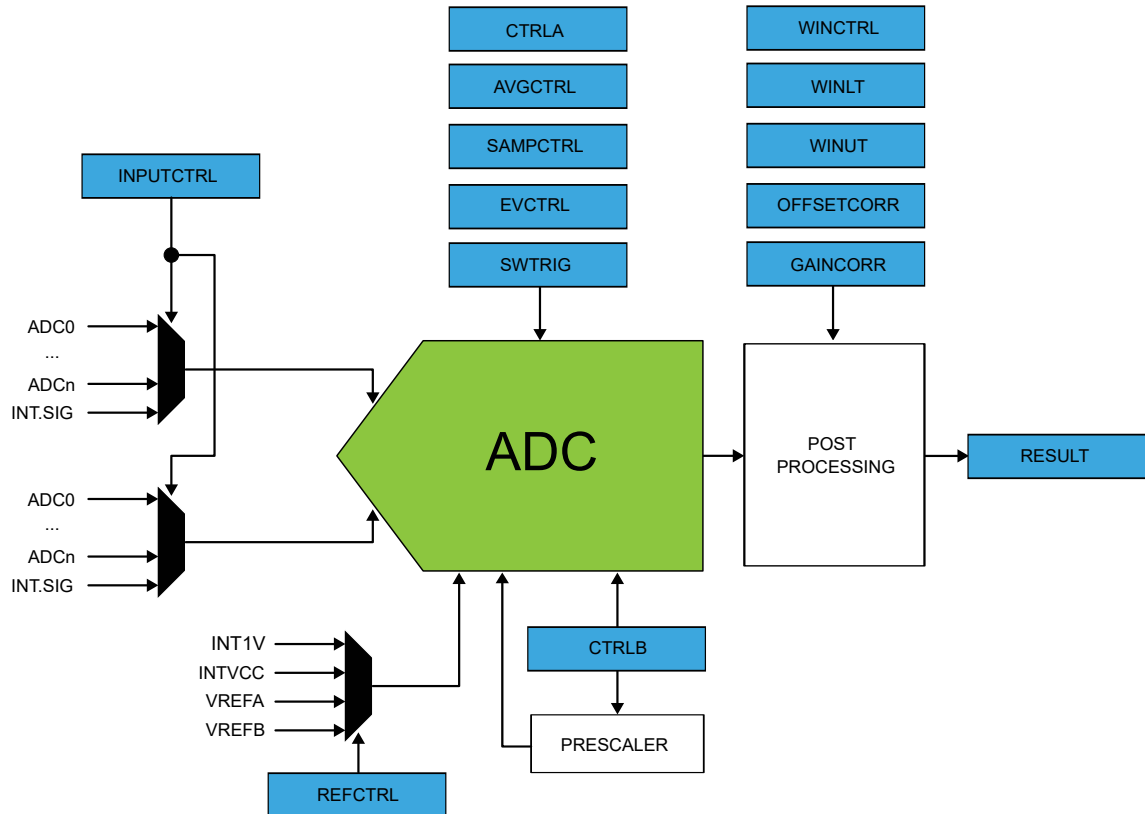 CTRLA
WINCTRL
AVGCTRL
WINLT
SAMPCTRL
WINUT
INPUTCTRL
EVCTRL
OFFSETCORR
SWTRIG
GAINCORR
ADC0
...
ADCn
INT.SIG
ADC
POST
PROCESSING
RESULT
ADC0
...
ADCn
INT.SIG
INT1V
INTVCC
VREFA
VREFB
CTRLB
PRESCALER
REFCTRL